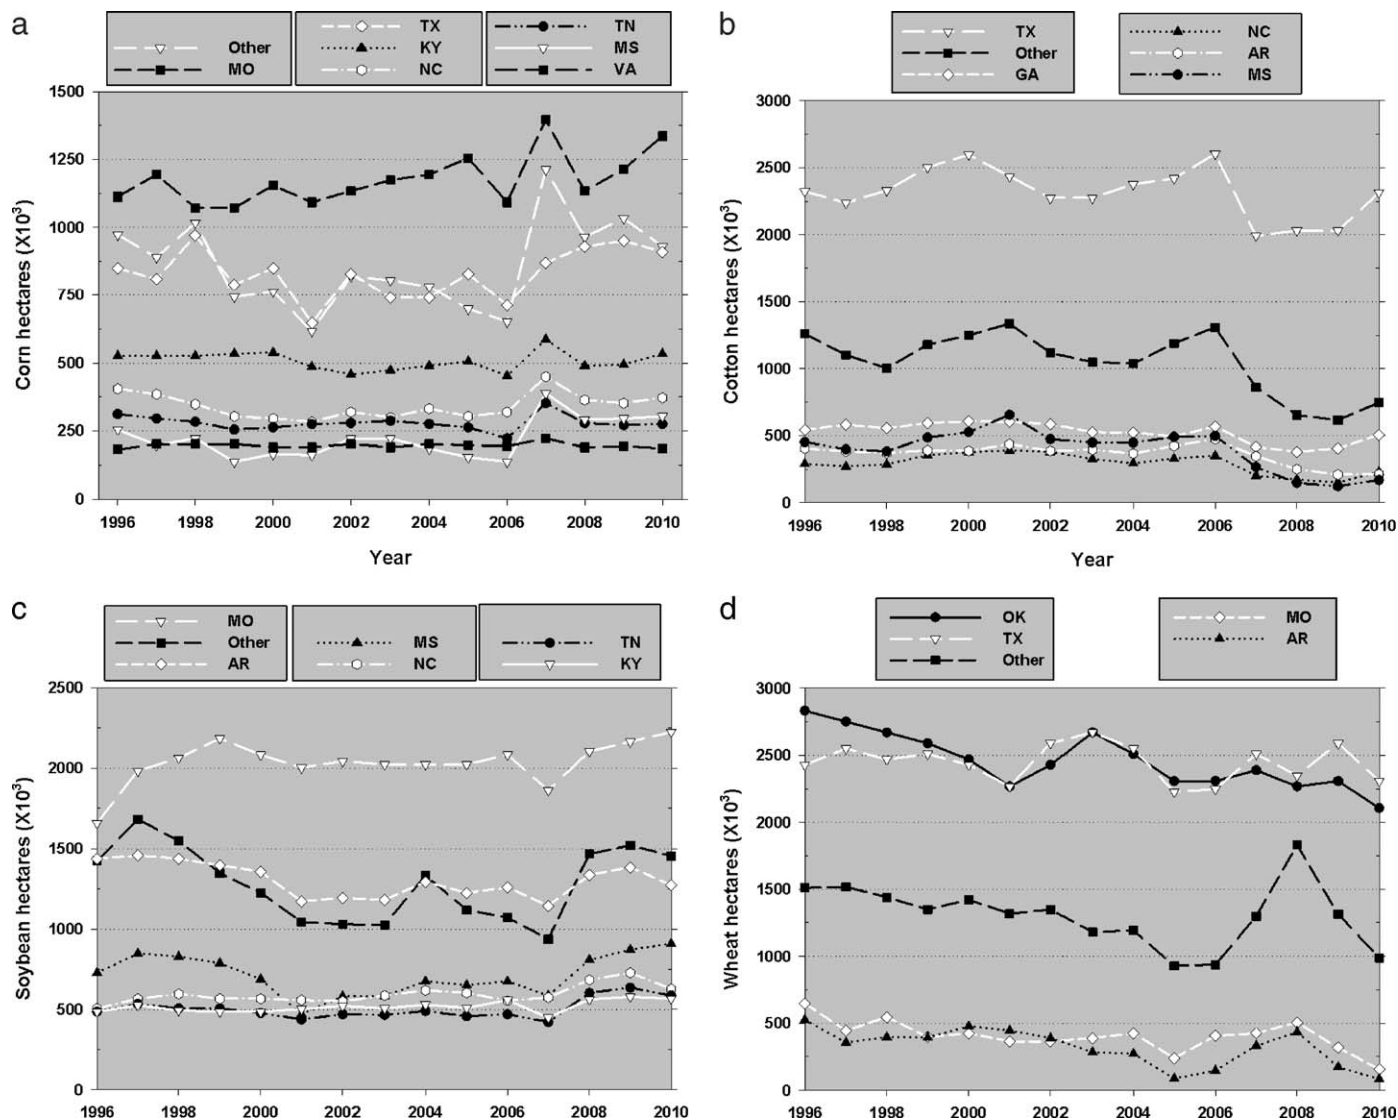 a
Other
MO
TX
KY
NC
TN
MS
VA
Corn hectares (X10³)
1500
1250
1000
750
500
250
0
1996 1998 2000 2002 2004 2006 2008 2010
Year
b
TX
Other
GA
NC
AR
MS
Cotton hectares (X10³)
3000
2500
2000
1500
1000
500
0
1996 1998 2000 2002 2004 2006 2008 2010
Year
c
MO
Other
AR
MS
NC
TN
KY
Soybean hectares (X10³)
2500
2000
1500
1000
500
0
1996 1998 2000 2002 2004 2006 2008 2010
d
OK
TX
Other
MO
AR
Wheat hectares (X10³)
3000
2500
2000
1500
1000
500
0
1996 1998 2000 2002 2004 2006 2008 2010